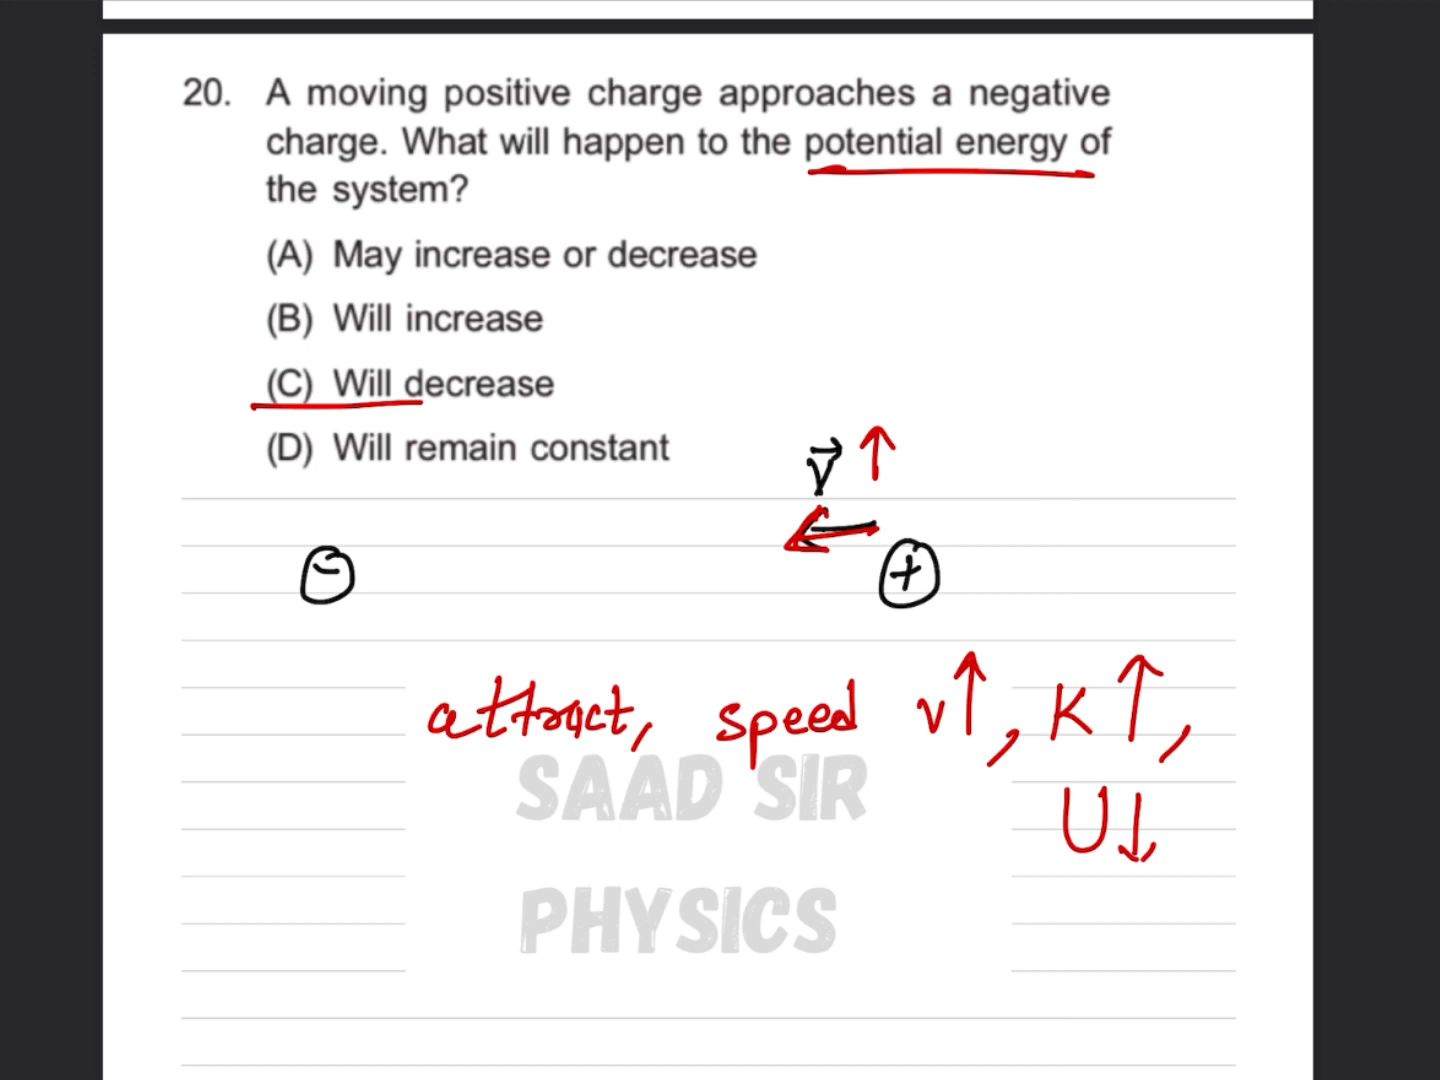 20. A moving positive charge approaches a negative
charge. What will happen to the potential energy of
the system?
(A) May increase or decrease
(B) Will increase
(C) Will decrease
(D) Will remain constant
v⃗ ↑
- +
attract, speed v↑, K↑,
U↓,
SAAD SIR
PHYSICS